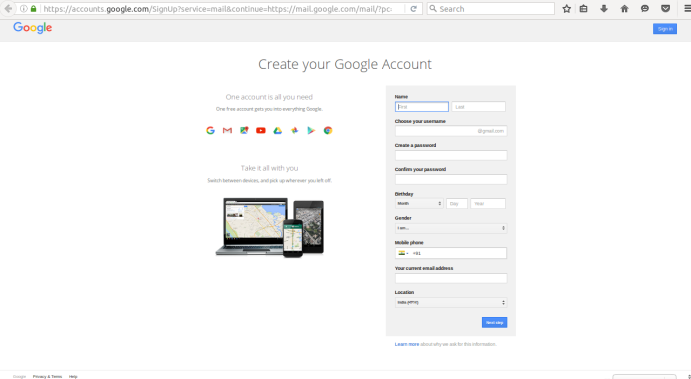 https://accounts.google.com/SignUp?service=mail&continue=https://mail.google.com/mail/?pc
Search
Google
Sign in
Create your Google Account
One account is all you need
One free account gets you into everything Google.
Take it all with you
Switch between devices, and pick up wherever you left off.
Name
First Last
Choose your username
@gmail.com
Create a password
Confirm your password
Birthday
Month Day Year
Gender
I am...
Mobile phone
+91
Your current email address
Location
Next step
Learn more about why we ask for this information.
Google Privacy & Terms Help